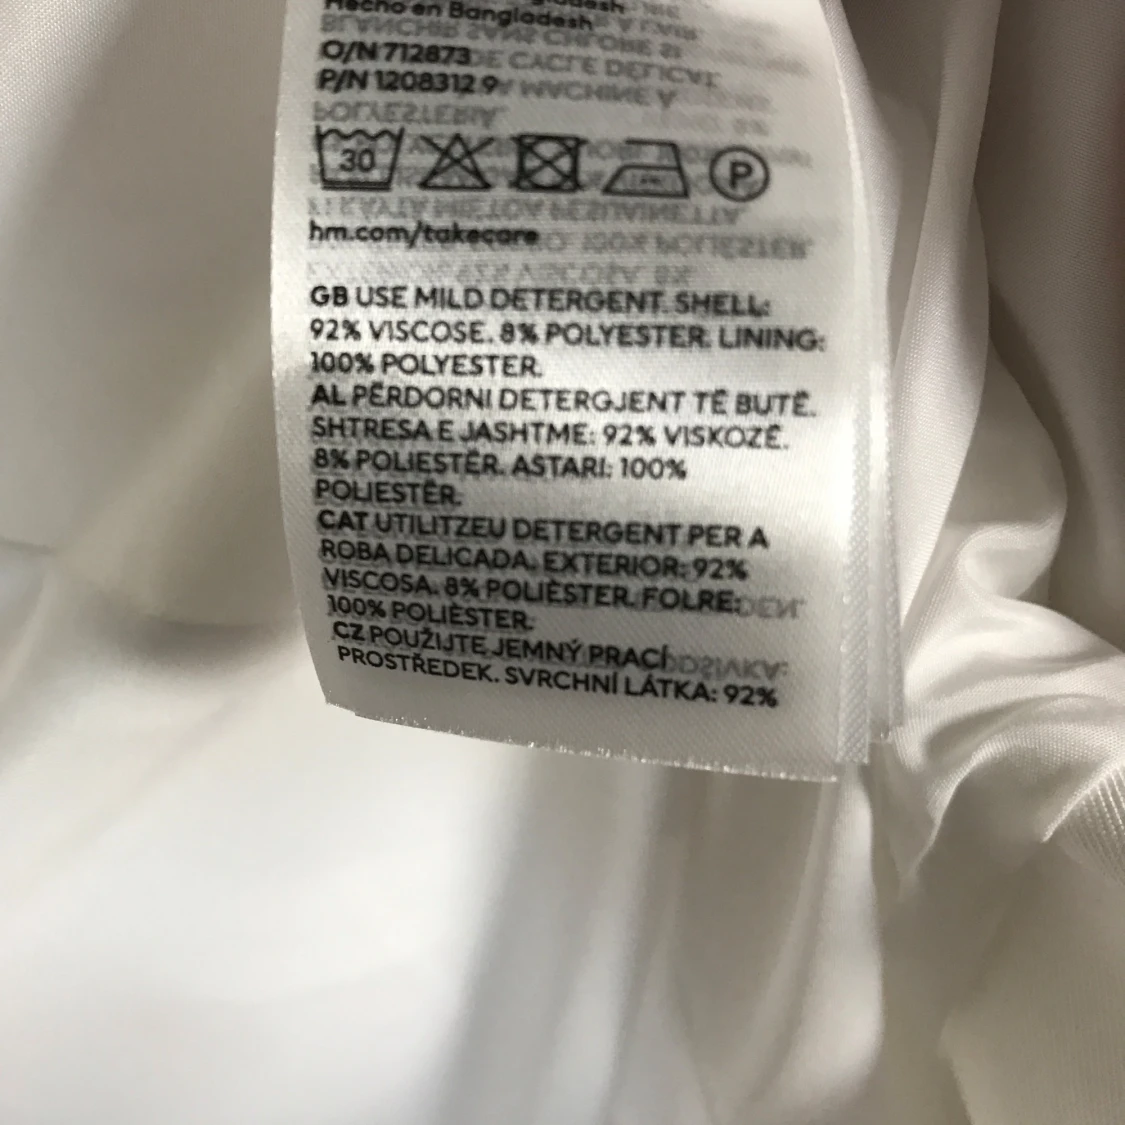 Hecho en Bangladesh
O/N 712873
P/N 1208312 9
30
P
hm.com/takecare
GB USE MILD DETERGENT. SHELL:
92% VISCOSE. 8% POLYESTER. LINING:
100% POLYESTER.
AL PËRDORNI DETERGJENT TË BUTË.
SHTRESA E JASHTME: 92% VISKOZË.
8% POLIESTËR. ASTARI: 100%
POLIESTËR.
CAT UTILITZEU DETERGENT PER A
ROBA DELICADA. EXTERIOR: 92%
VISCOSA. 8% POLIÈSTER. FOLRE:
100% POLIÈSTER.
CZ POUŽIJTE JEMNÝ PRACÍ
PROSTŘEDEK. SVRCHNÍ LÁTKA: 92%